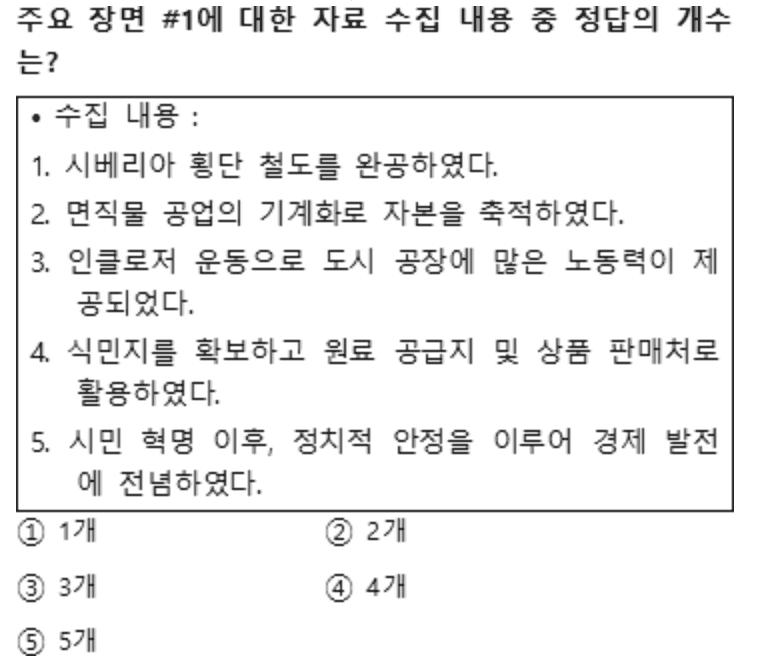 주요 장면 #1에 대한 자료 수집 내용 중 정답의 개수
는?
• 수집 내용 :
1. 시베리아 횡단 철도를 완공하였다.
2. 면직물 공업의 기계화로 자본을 축적하였다.
3. 인클로저 운동으로 도시 공장에 많은 노동력이 제
공되었다.
4. 식민지를 확보하고 원료 공급지 및 상품 판매처로
활용하였다.
5. 시민 혁명 이후, 정치적 안정을 이루어 경제 발전
에 전념하였다.
① 1개 ② 2개
③ 3개 ④ 4개
⑤ 5개